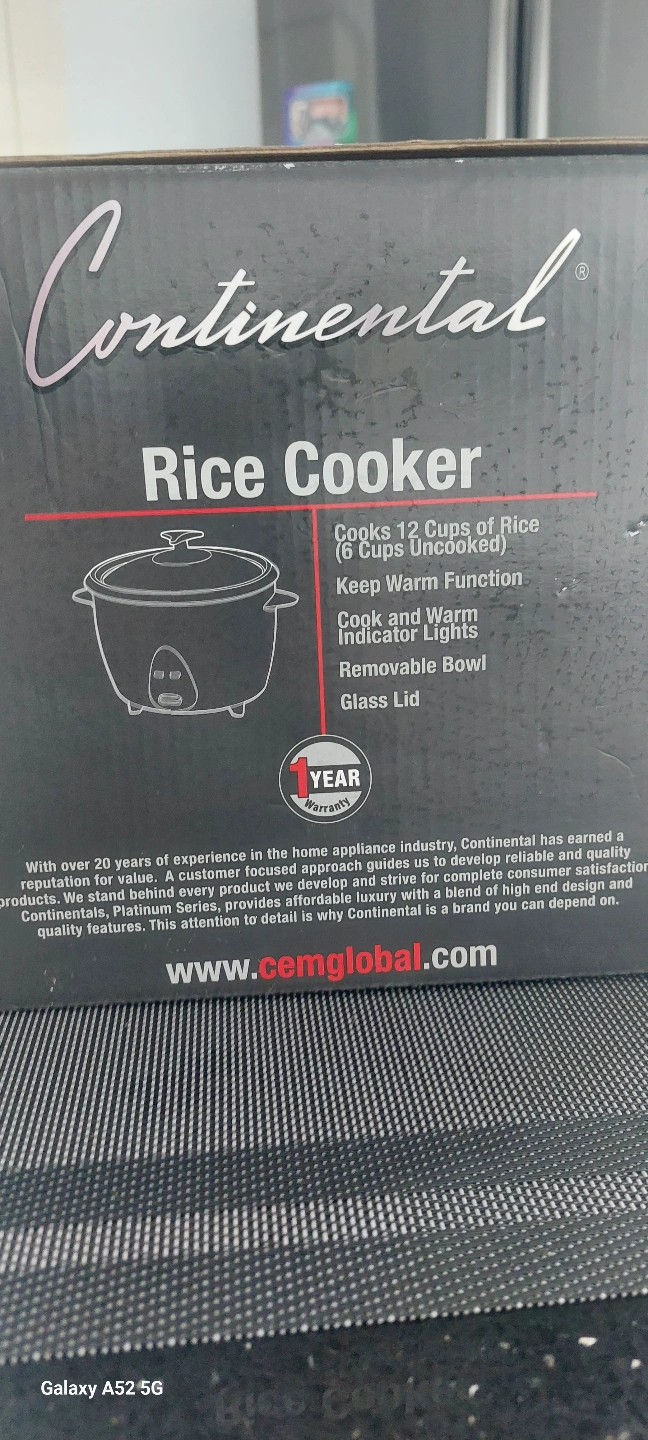 Continental®
Rice Cooker
Cooks 12 Cups of Rice
(6 Cups Uncooked)
Keep Warm Function
Cook and Warm
Indicator Lights
Removable Bowl
Glass Lid
1 YEAR
Warranty
With over 20 years of experience in the home appliance industry, Continental has earned a
reputation for value. A customer focused approach guides us to develop reliable and quality
products. We stand behind every product we develop and strive for complete consumer satisfaction
Continentals, Platinum Series, provides affordable luxury with a blend of high end design and
quality features. This attention to detail is why Continental is a brand you can depend on.
www.cemglobal.com
Galaxy A52 5G